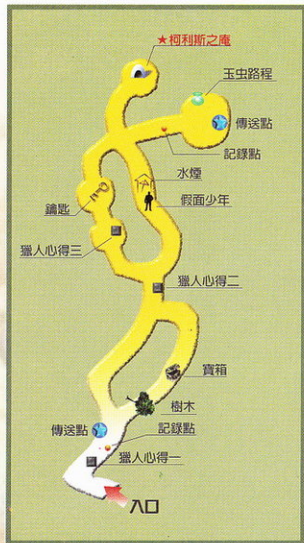 ★柯利斯之庵
玉虫路程
傳送點
記錄點
水煙
鑰匙
假面少年
獵人心得三
獵人心得二
寶箱
樹木
傳送點
記錄點
獵人心得一
入口